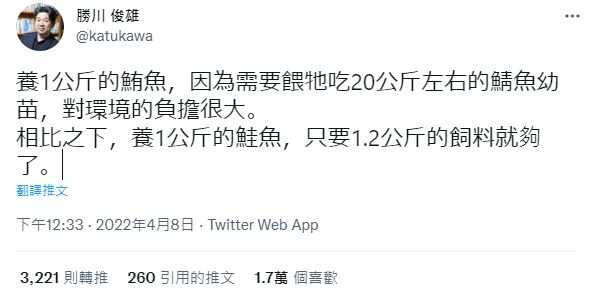 勝川 俊雄
@katukawa
養1公斤的鮪魚，因為需要餵牠吃20公斤左右的鯖魚幼
苗，對環境的負擔很大。
相比之下，養1公斤的鮭魚，只要1.2公斤的飼料就夠
了。
翻譯推文
下午12:33 · 2022年4月8日 · Twitter Web App
3,221 則轉推 260 引用的推文 1.7萬 個喜歡